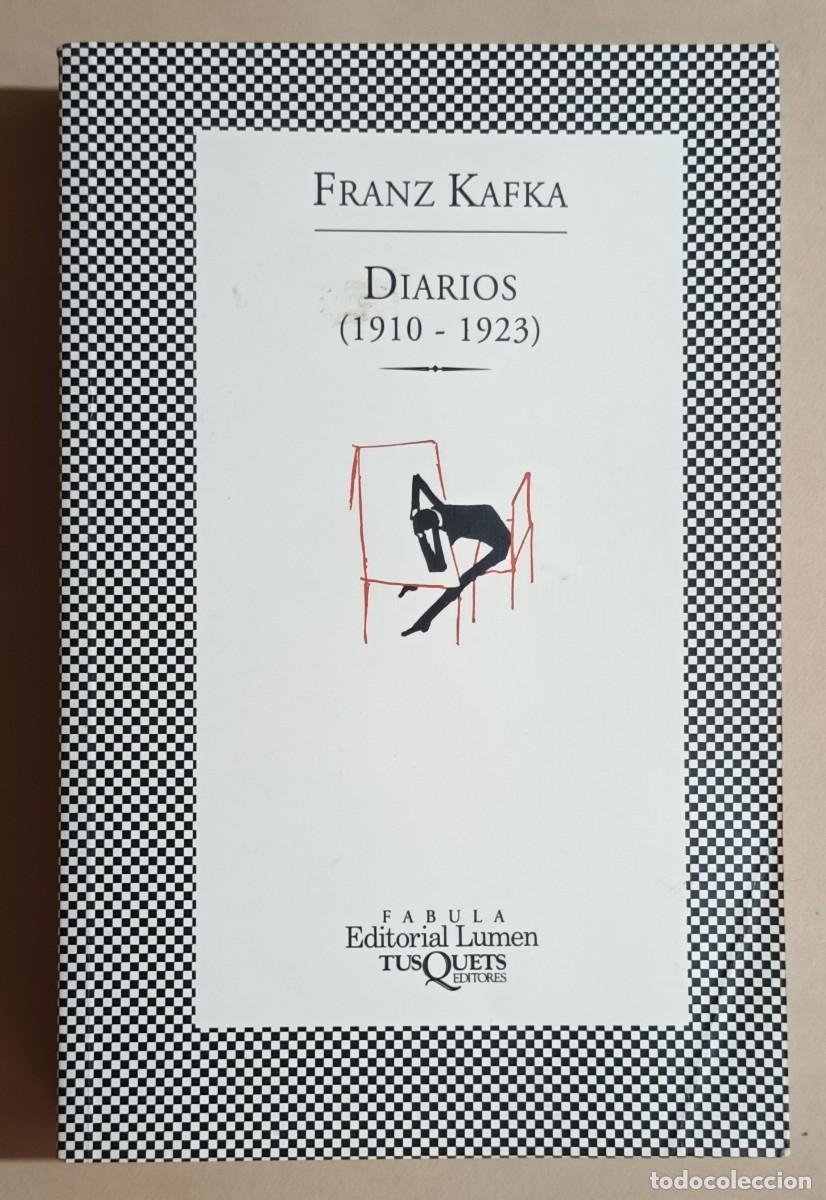 FRANZ KAFKA
DIARIOS
(1910 - 1923)
FABULA
Editorial Lumen
TUSQUETS
EDITORES
todocoleccion